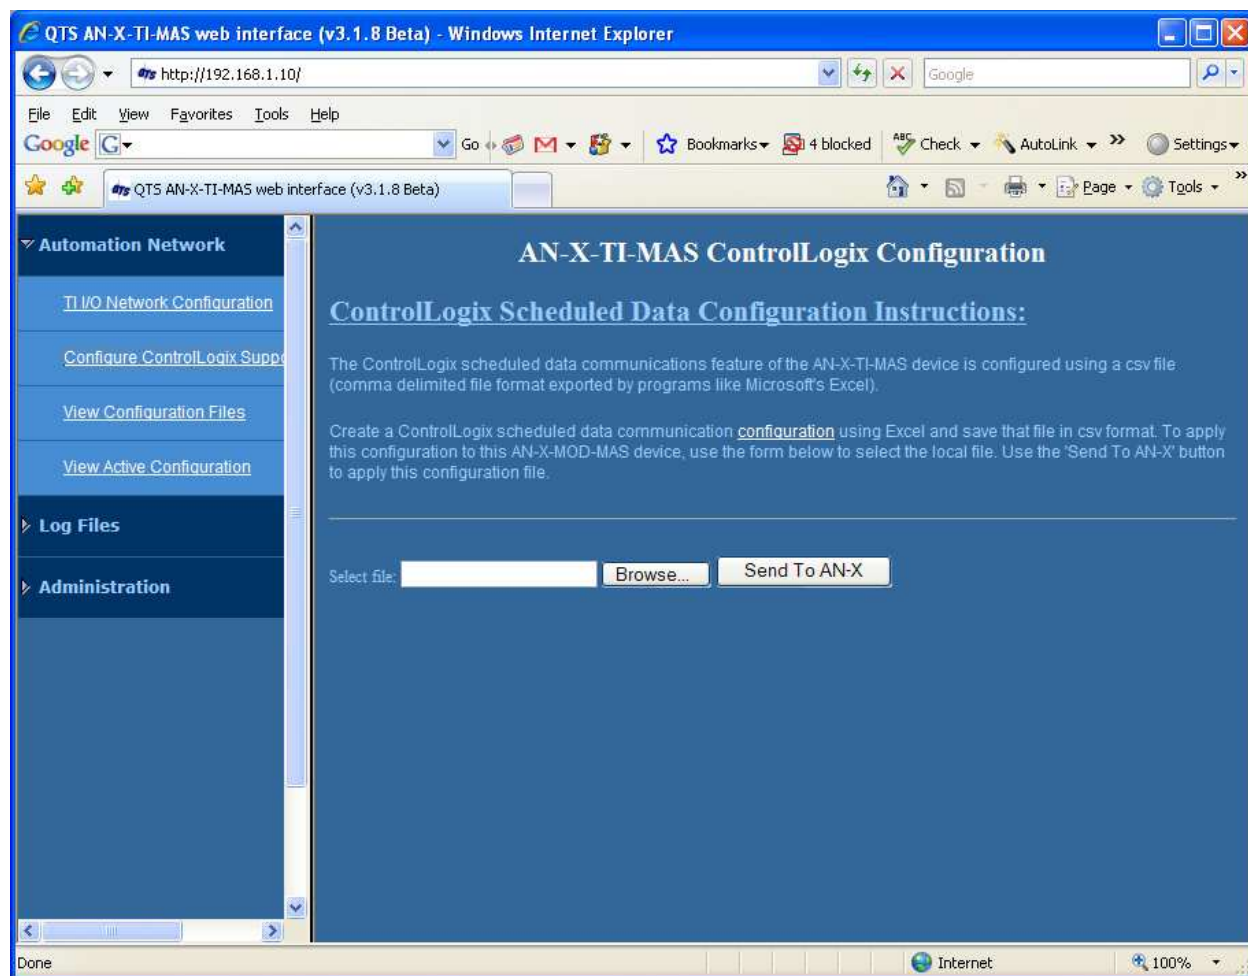 QTS AN-X-TI-MAS web interface (v3.1.8 Beta) - Windows Internet Explorer
http://192.168.1.10/
Google
File Edit View Favorites Tools Help
Google G Go Bookmarks 4 blocked ABC Check AutoLink >> Settings
QTS AN-X-TI-MAS web interface (v3.1.8 Beta) Page Tools >>
Automation Network
TI I/O Network Configuration
Configure ControlLogix Suppo
View Configuration Files
View Active Configuration
Log Files
Administration
AN-X-TI-MAS ControlLogix Configuration
ControlLogix Scheduled Data Configuration Instructions:
The ControlLogix scheduled data communications feature of the AN-X-TI-MAS device is configured using a csv file
(comma delimited file format exported by programs like Microsoft's Excel).
Create a ControlLogix scheduled data communication configuration using Excel and save that file in csv format. To apply
this configuration to this AN-X-MOD-MAS device, use the form below to select the local file. Use the 'Send To AN-X' button
to apply this configuration file.
Select file: Browse... Send To AN-X
Done Internet 100%